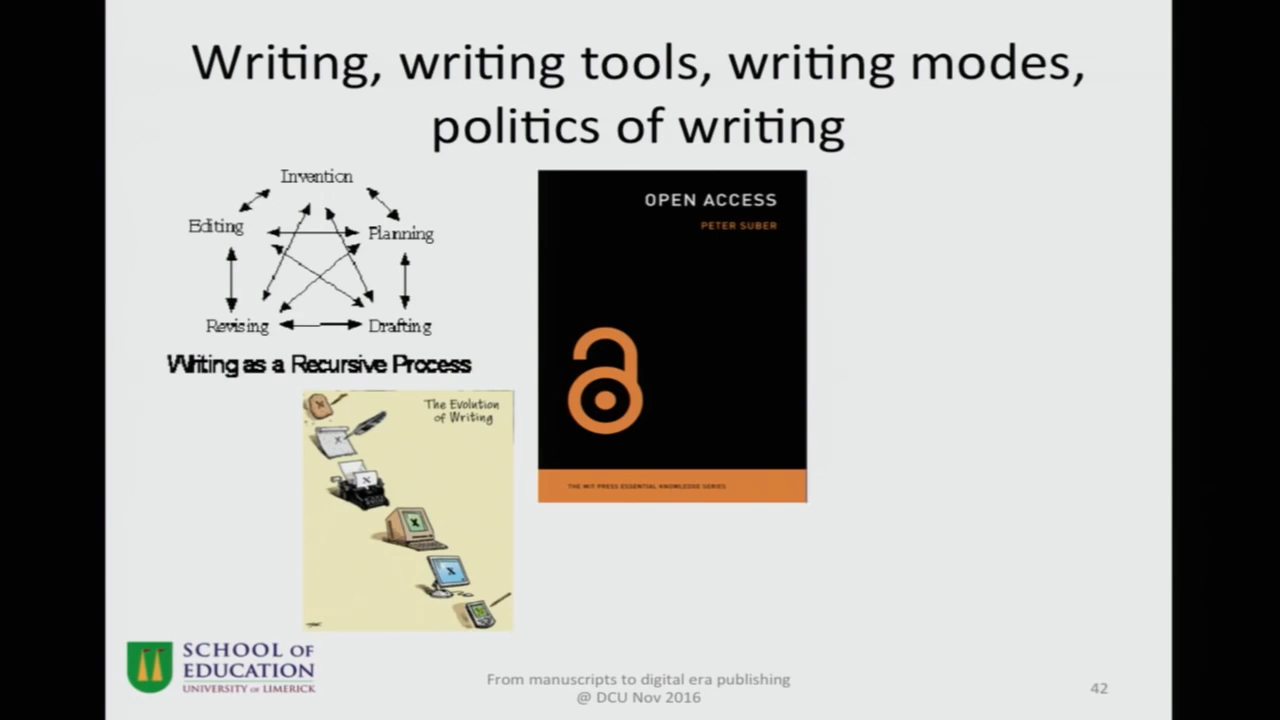 Writing, writing tools, writing modes,
politics of writing
Invention
Editing
Planning
Revising
Drafting
Writing as a Recursive Process
The Evolution
of Writing
X
X
X
X
X
OPEN ACCESS
PETER SUBER
THE MIT PRESS ESSENTIAL KNOWLEDGE SERIES
SCHOOL OF
EDUCATION
UNIVERSITY OF LIMERICK
From manuscripts to digital era publishing
@ DCU Nov 2016
42